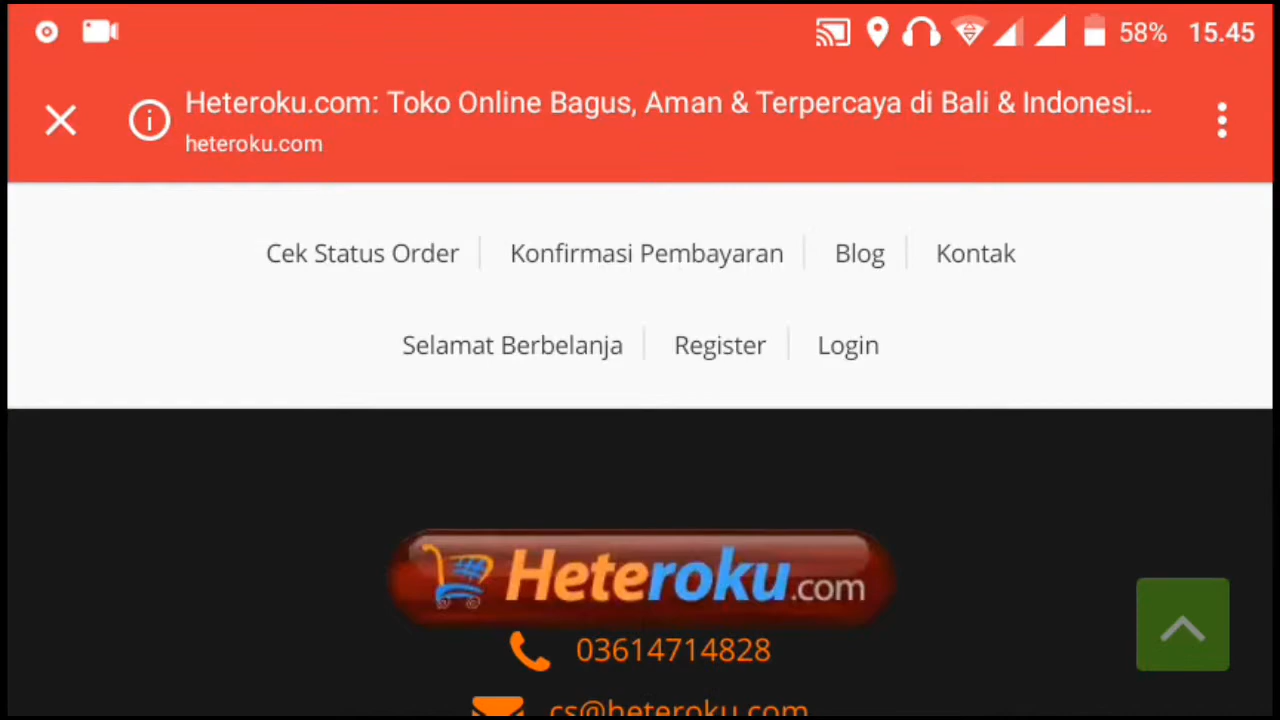 58% 15.45
Heteroku.com: Toko Online Bagus, Aman & Terpercaya di Bali & Indonesi...
heteroku.com
Cek Status Order Konfirmasi Pembayaran Blog Kontak
Selamat Berbelanja Register Login
Heteroku.com
03614714828
cs@heteroku.com